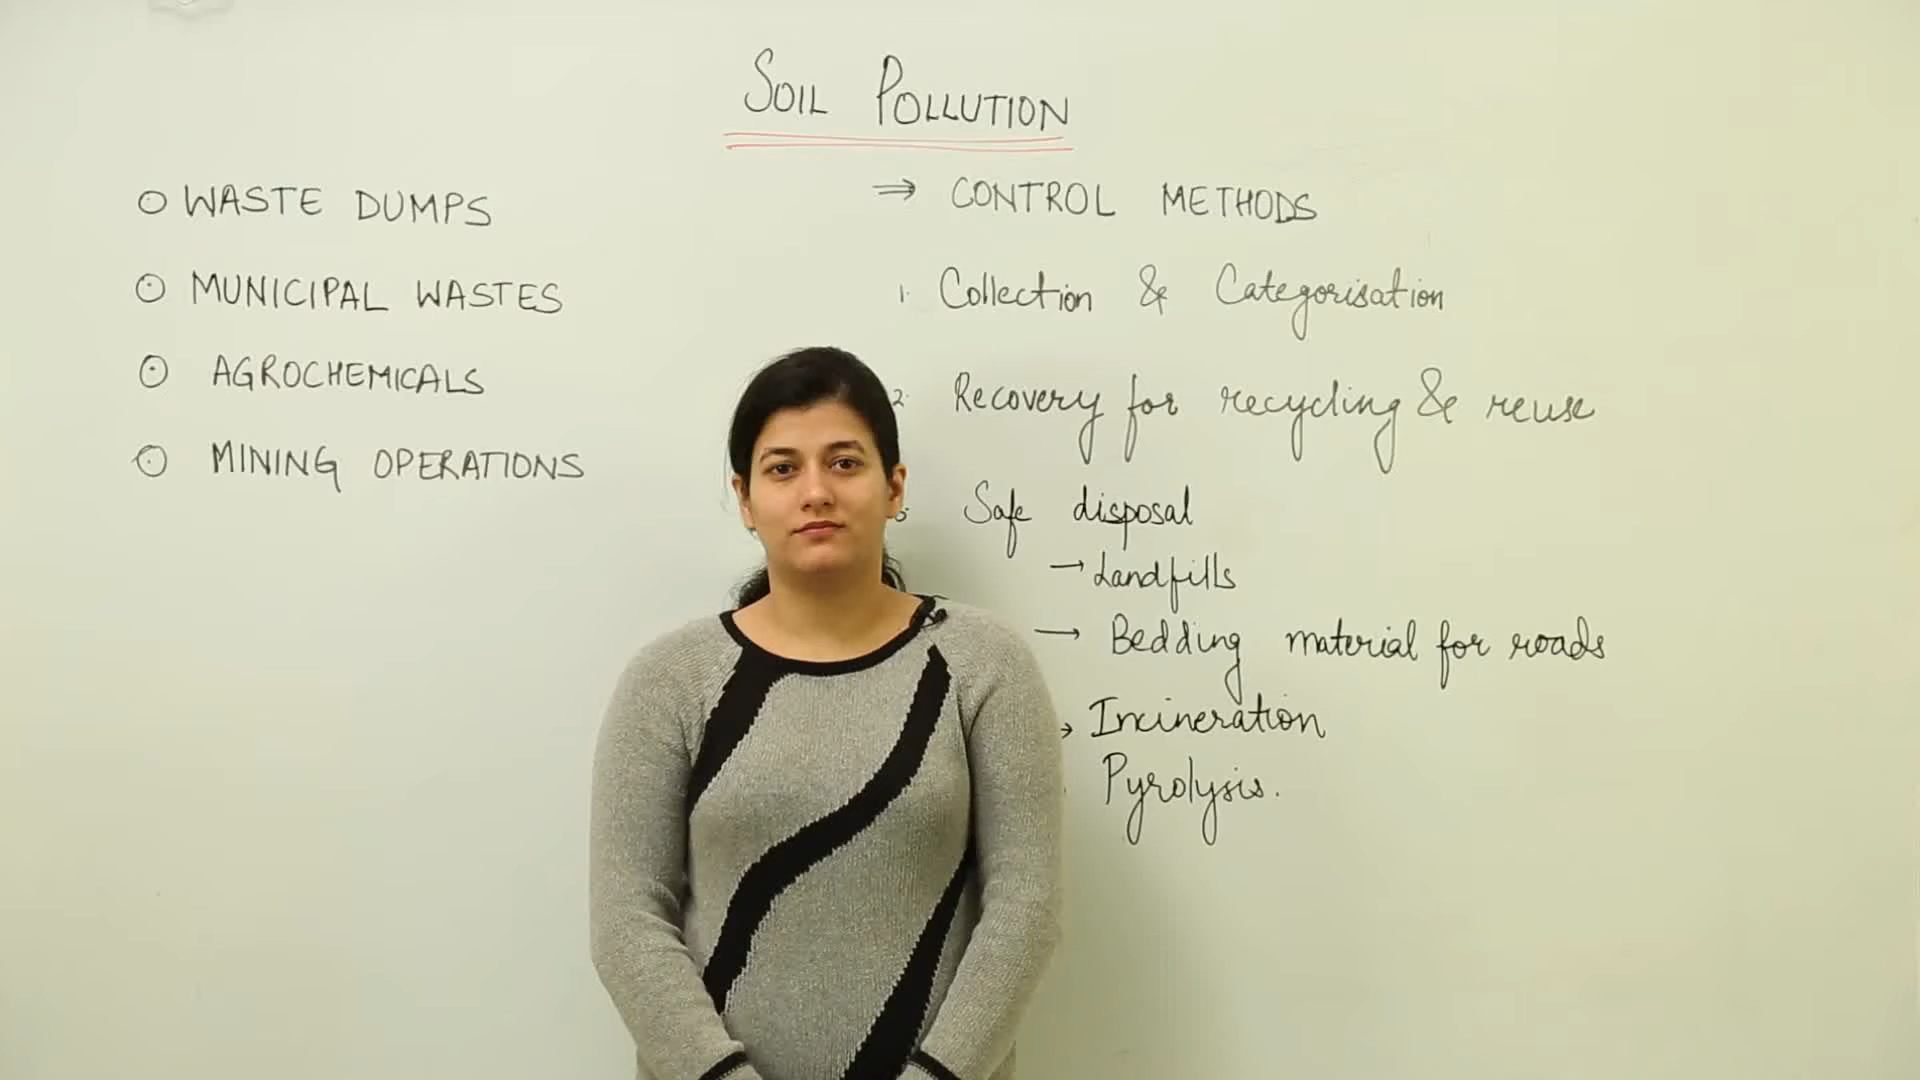 SOIL POLLUTION
WASTE DUMPS
MUNICIPAL WASTES
AGROCHEMICALS
MINING OPERATIONS
⇒ CONTROL METHODS
1. Collection & Categorisation
2. Recovery for recycling & reuse
3. Safe disposal
→ Landfills
→ Bedding material for roads
→ Incineration
Pyrolysis.